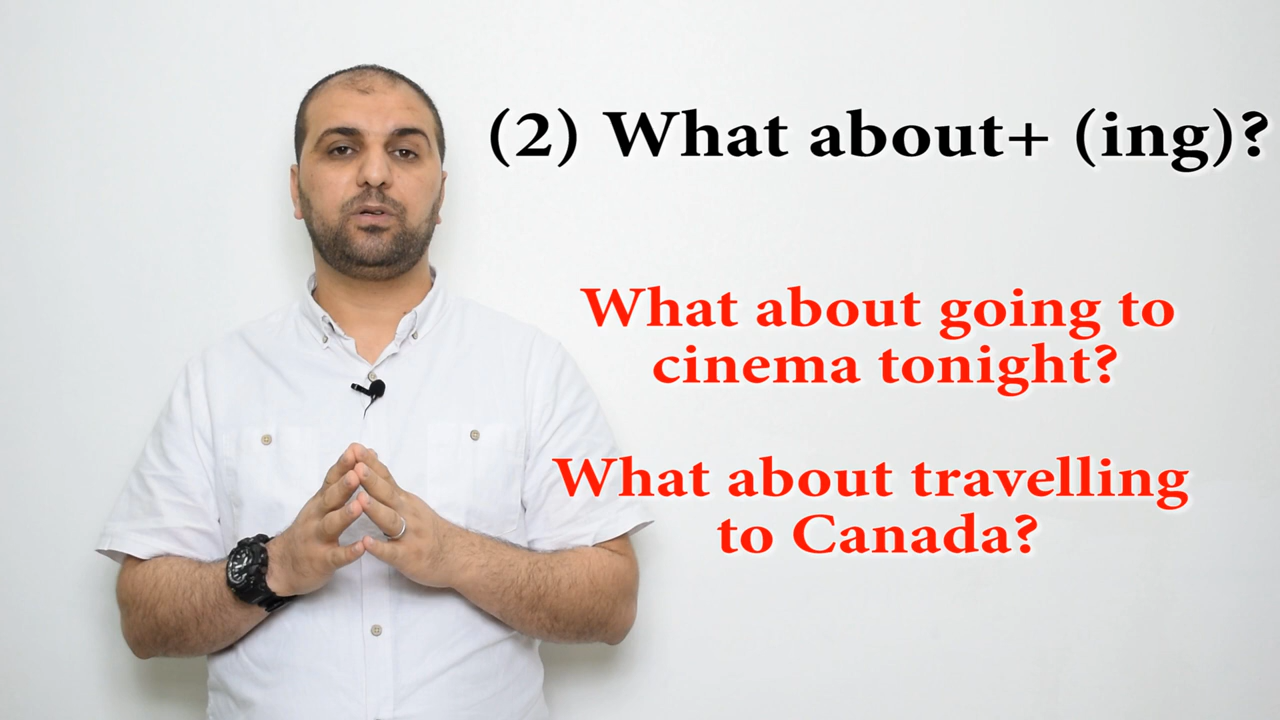 (2) What about+ (ing)?
What about going to
cinema tonight?
What about travelling
to Canada?